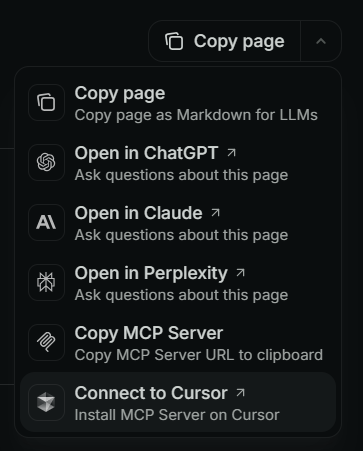 Copy page
Copy page
Copy page as Markdown for LLMs
Open in ChatGPT
Ask questions about this page
Open in Claude
Ask questions about this page
Open in Perplexity
Ask questions about this page
Copy MCP Server
Copy MCP Server URL to clipboard
Connect to Cursor
Install MCP Server on Cursor